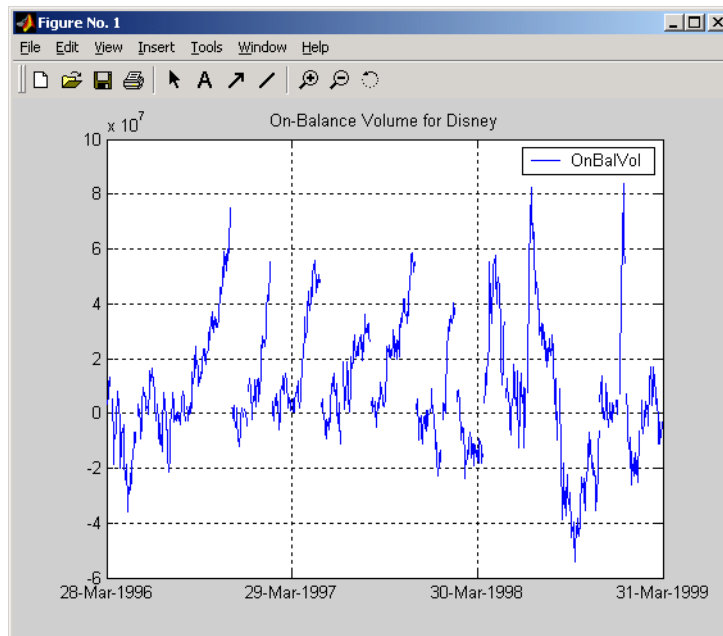 Figure No. 1
File Edit View Insert Tools Window Help
A
x 10^7
On-Balance Volume for Disney
OnBalVol
10
8
6
4
2
0
-2
-4
-6
28-Mar-1996 29-Mar-1997 30-Mar-1998 31-Mar-1999